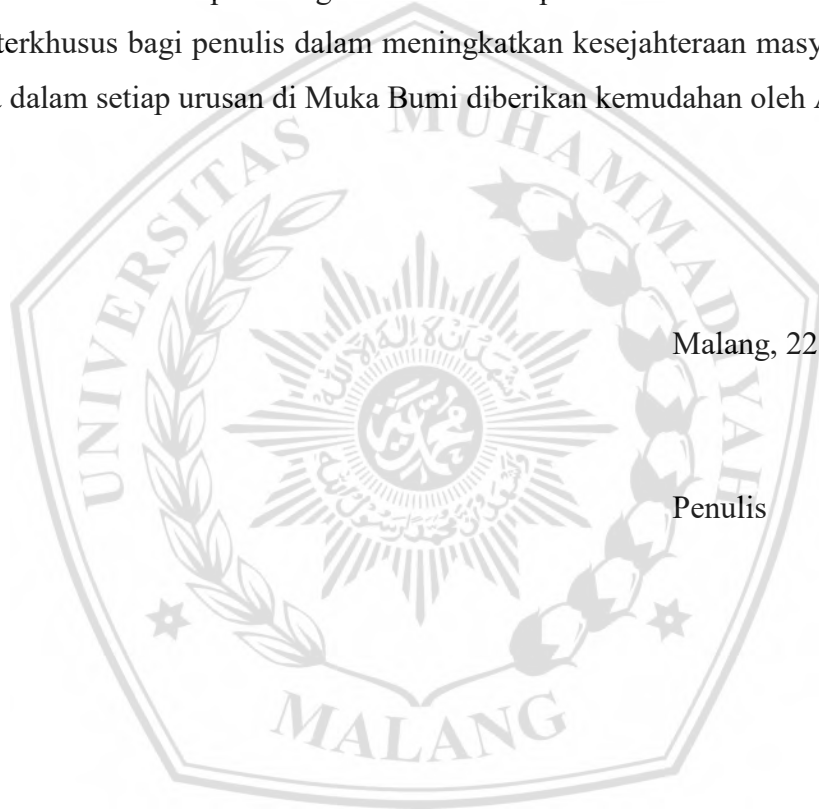 terkhusus bagi penulis dalam meningkatkan kesejahteraan
dalam setiap urusan di Muka Bumi diberikan kemudahan oleh
UNIVERSITAS MUHAMMADIYAH
Malang, 22
Penulis
MALANG